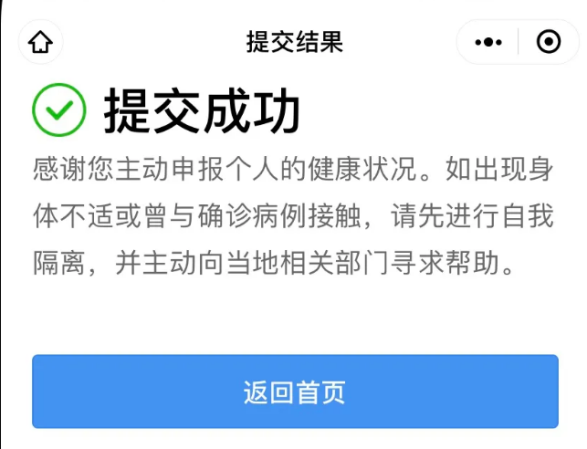 提交结果
提交成功
感谢您主动申报个人的健康状况。如出现身
体不适或曾与确诊病例接触，请先进行自我
隔离，并主动向当地相关部门寻求帮助。
返回首页